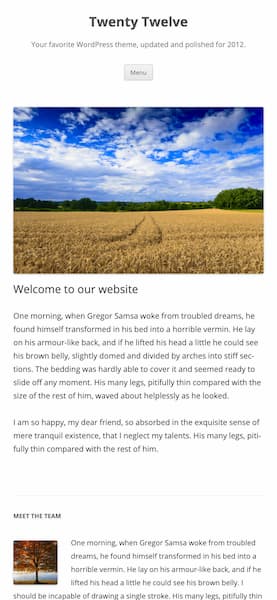 Twenty Twelve
Your favorite WordPress theme, updated and polished for 2012.
Menu
Welcome to our website
One morning, when Gregor Samsa woke from troubled dreams, he
found himself transformed in his bed into a horrible vermin. He lay
on his armour-like back, and if he lifted his head a little he could see
his brown belly, slightly domed and divided by arches into stiff sec-
tions. The bedding was hardly able to cover it and seemed ready to
slide off any moment. His many legs, pitifully thin compared with the
size of the rest of him, waved about helplessly as he looked.
I am so happy, my dear friend, so absorbed in the exquisite sense of
mere tranquil existence, that I neglect my talents. His many legs, piti-
fully thin compared with the rest of him.
MEET THE TEAM
One morning, when Gregor Samsa woke from troubled
dreams, he found himself transformed in his bed into a
horrible vermin. He lay on his armour-like back, and if he
lifted his head a little he could see his brown belly. I
should be incapable of drawing a single stroke. His many legs, pitifully thin